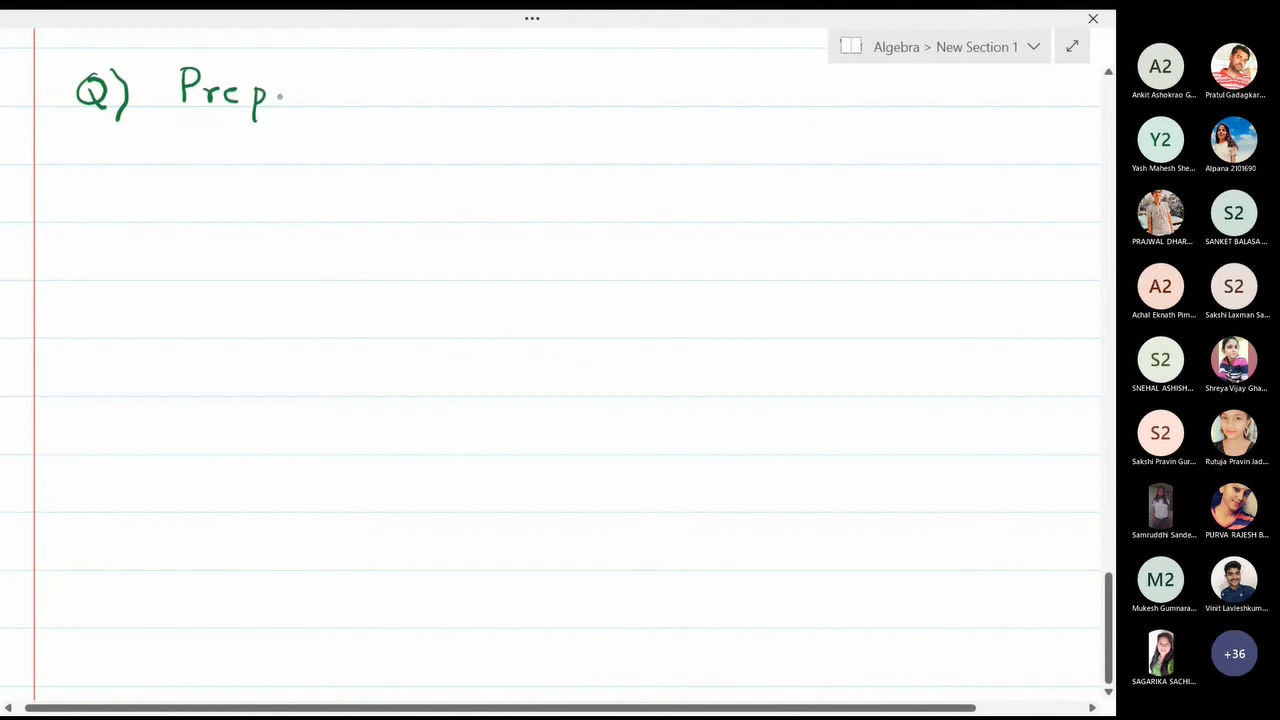 Algebra > New Section 1
Q) Prep
A2
Ankit Ashokrao G...
Pratul Gadagkar...
Y2
Yash Mahesh She...
Alpana 2101690
PRAJWAL DHAR...
S2
SANKET BALASA...
A2
Achal Eknath Pim...
S2
Sakshi Laxman Sa...
S2
SNEHAL ASHISH...
Shreya Vijay Gha...
S2
Sakshi Pravin Gur...
Rutuja Pravin Jad...
Samruddhi Sande...
PURVA RAJESH B...
M2
Mukesh Gumnara...
Vinit Lavleshkum...
SAGARIKA SACHI...
+36